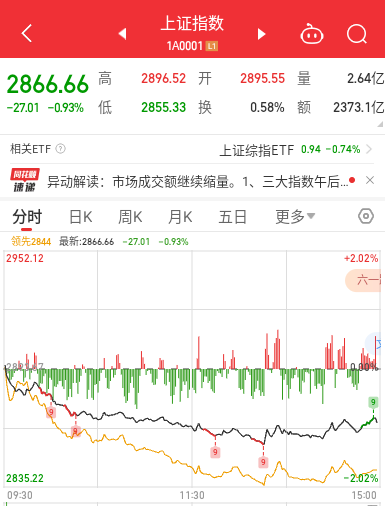 上证指数
1A0001 L1
2866.66 高 2896.52 开 2895.55 量 2.64亿
-27.01 -0.93% 低 2855.33 换 0.58% 额 2373.1亿
相关ETF ? 上证综指ETF 0.94 -0.74%
同花顺
速递 异动解读：市场成交额继续缩量。1、三大指数午后...
分时 日K 周K 月K 五日 更多
领先2844 最新:2866.66 -27.01 -0.93%
2952.12 +2.02%
六一
0.00%
9
9
9
9
9
2835.22 -2.02%
09:30 11:30 15:00